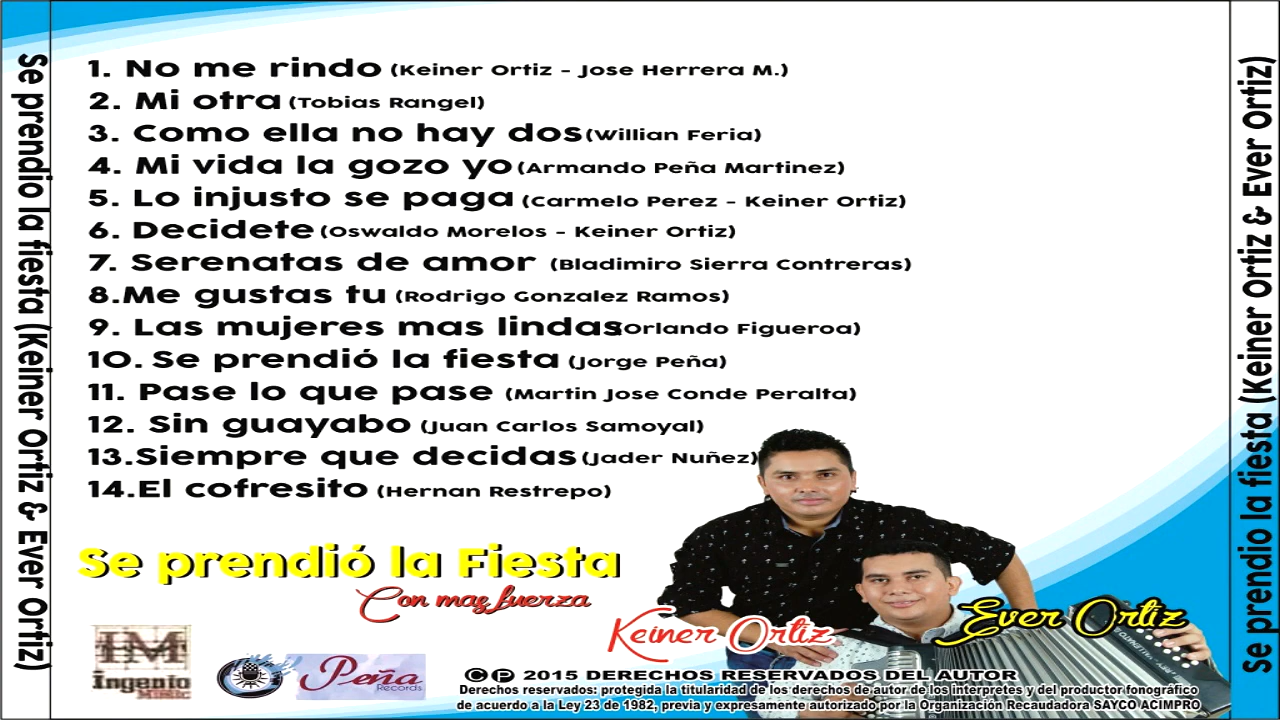 Se prendio la fiesta (Keiner Ortiz & Ever Ortiz)
1. No me rindo (Keiner Ortiz - Jose Herrera M.)
2. Mi otra (Tobias Rangel)
3. Como ella no hay dos (Willian Feria)
4. Mi vida la gozo yo (Armando Peña Martinez)
5. Lo injusto se paga (Carmelo Perez - Keiner Ortiz)
6. Decidete (Oswaldo Morelos - Keiner Ortiz)
7. Serenatas de amor (Bladimiro Sierra Contreras)
8.Me gustas tu (Rodrigo Gonzalez Ramos)
9. Las mujeres mas lindas (Orlando Figueroa)
10. Se prendió la fiesta (Jorge Peña)
11. Pase lo que pase (Martin Jose Conde Peralta)
12. Sin guayabo (Juan Carlos Samoyal)
13.Siempre que decidas (Jader Nuñez)
14.El cofresito (Hernan Restrepo)
Se prendió la Fiesta
Con mas fuerza
Keiner Ortiz
Ever Ortiz
IM
ingenio
MUSIC
Peña
Records
© ℗ 2015 DERECHOS RESERVADOS DEL AUTOR
Derechos reservados: protegida la titularidad de los derechos de autor de los interpretes y del productor fonográfico
de acuerdo a la Ley 23 de 1982, previa y expresamente autorizado por la Organización Recaudadora SAYCO ACIMPRO
Se prendio la fiesta (Keiner Ortiz & Ever Ortiz)